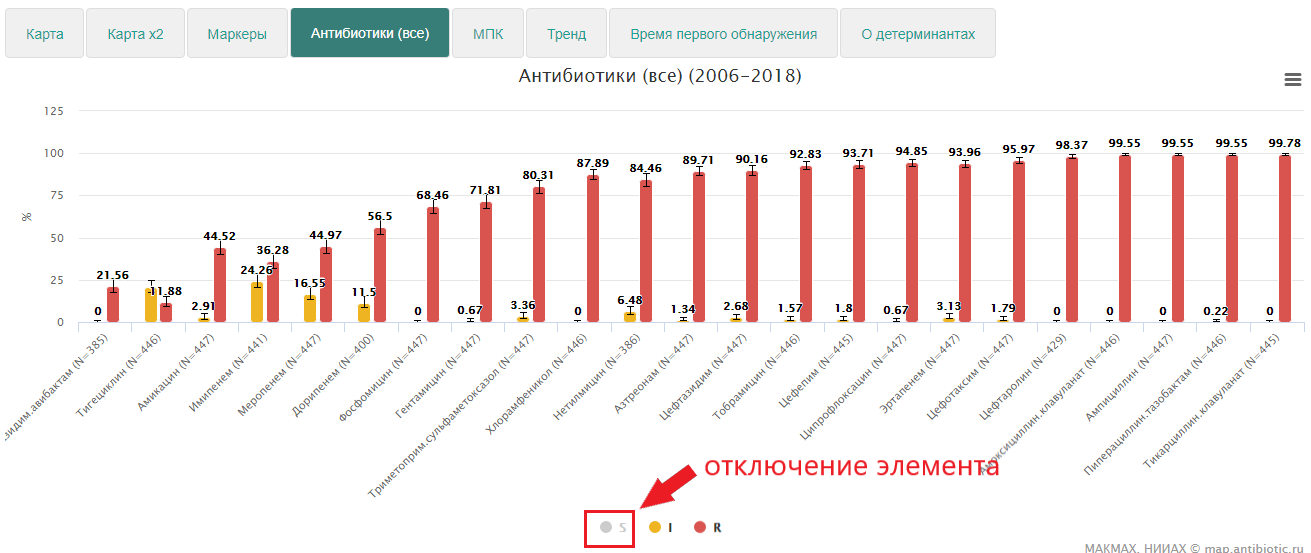 Карта
Карта x2
Маркеры
Антибиотики (все)
МПК
Тренд
Время первого обнаружения
О детерминантах
Антибиотики (все) (2006-2018)
%
125
100
75
50
25
0
0 21.56
11.88
2.91 44.52
24.26 36.28
16.55 44.97
11.5 56.5
0 68.46
0.67 71.81
3.36 80.31
0 87.89
6.48 84.46
1.34 89.71
2.68 90.16
1.57 92.83
1.8 93.71
0.67 94.85
3.13 93.96
1.79 95.97
0 98.37
0 99.55
0 99.55
0.22 99.55
0 99.78
зидим.авибактам (N=385)
Тигециклин (N=446)
Амикацин (N=447)
Имипенем (N=441)
Меропенем (N=447)
Дорипенем (N=400)
Фосфомицин (N=447)
Гентамицин (N=447)
Триметоприм.сульфаметоксазол (N=447)
Хлорамфеникол (N=446)
Нетилмицин (N=386)
Азтреонам (N=447)
Цефтазидим (N=447)
Тобрамицин (N=446)
Цефепим (N=445)
Ципрофлоксацин (N=447)
Эртапенем (N=447)
Цефотаксим (N=447)
Цефтаролин (N=429)
моксициллин.клавуланат (N=446)
Ампициллин (N=447)
Пиперациллин.тазобактам (N=446)
Тикарциллин.клавуланат (N=445)
отключение элемента
S I R
МАКМАХ, НИИАХ © map.antibiotic.ru